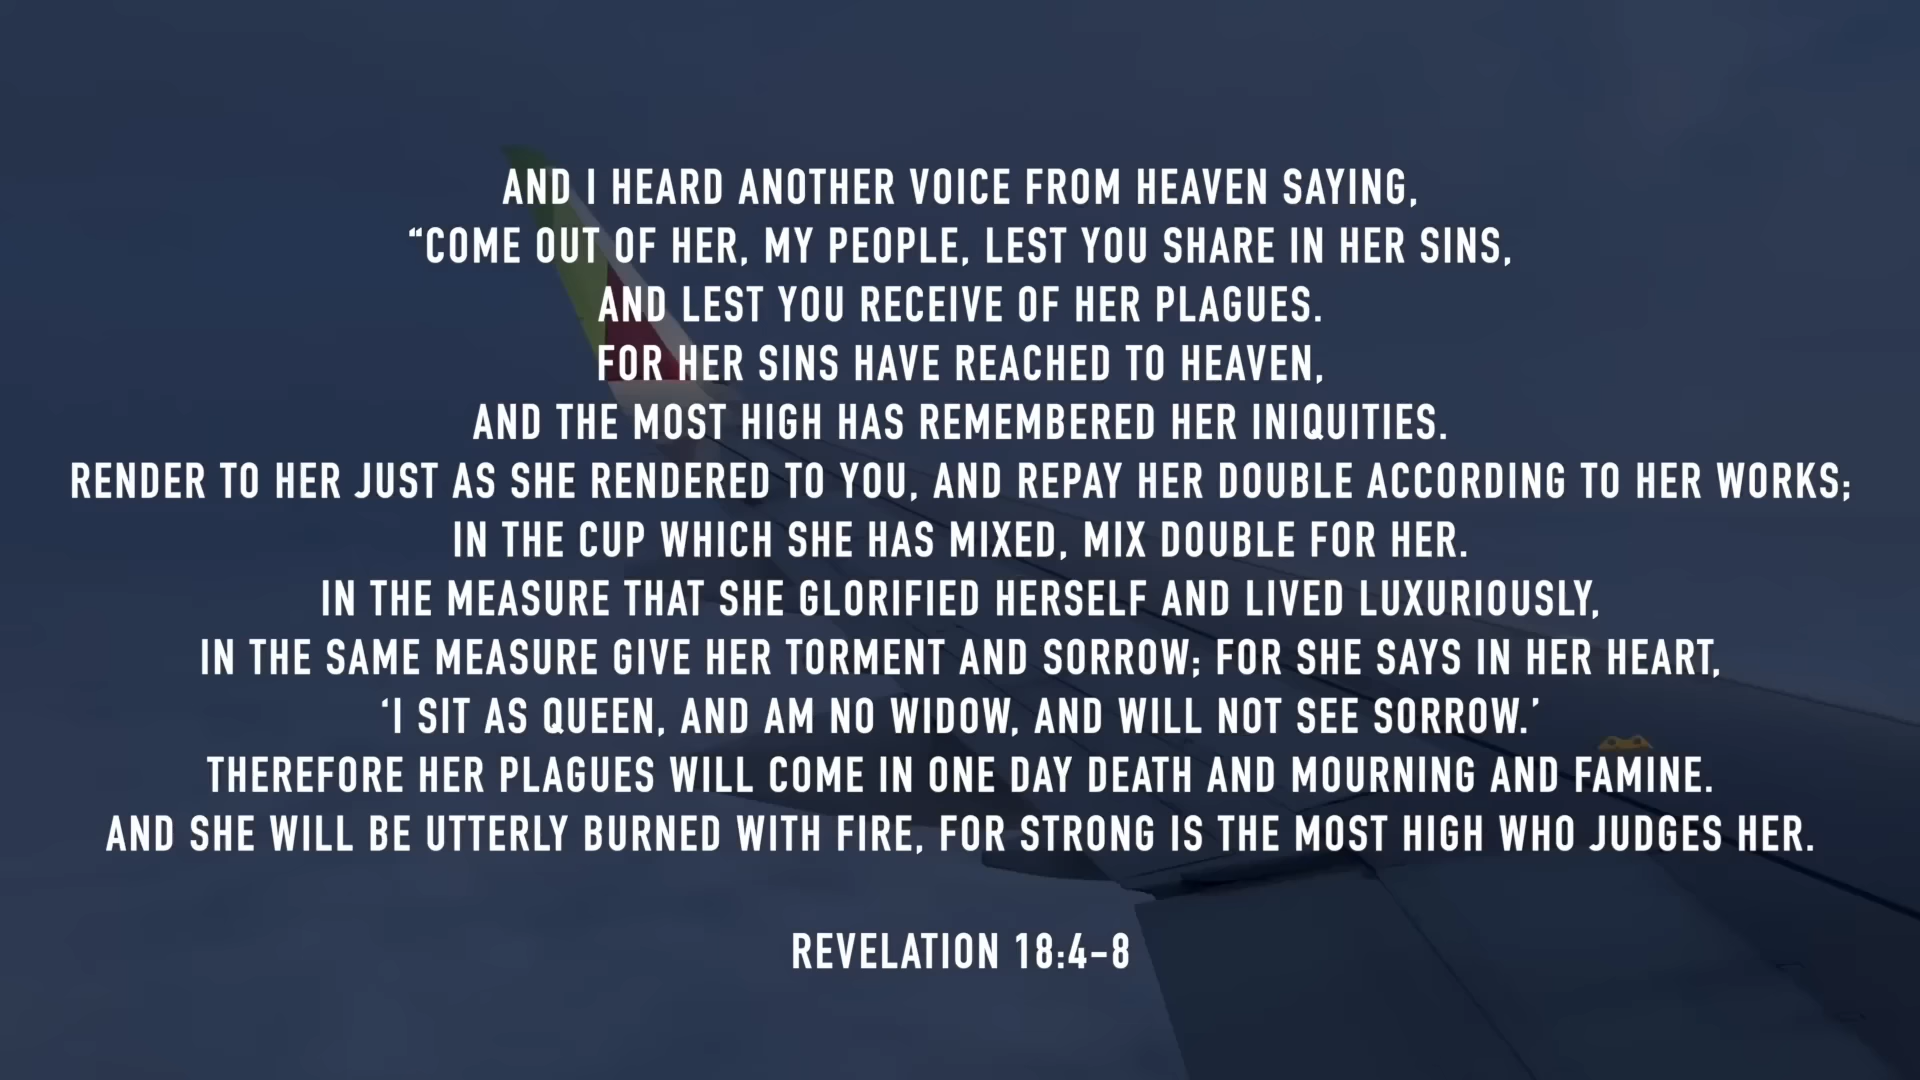 AND I HEARD ANOTHER VOICE FROM HEAVEN SAYING,
“COME OUT OF HER, MY PEOPLE, LEST YOU SHARE IN HER SINS,
AND LEST YOU RECEIVE OF HER PLAGUES.
FOR HER SINS HAVE REACHED TO HEAVEN,
AND THE MOST HIGH HAS REMEMBERED HER INIQUITIES.
RENDER TO HER JUST AS SHE RENDERED TO YOU, AND REPAY HER DOUBLE ACCORDING TO HER WORKS;
IN THE CUP WHICH SHE HAS MIXED, MIX DOUBLE FOR HER.
IN THE MEASURE THAT SHE GLORIFIED HERSELF AND LIVED LUXURIOUSLY,
IN THE SAME MEASURE GIVE HER TORMENT AND SORROW; FOR SHE SAYS IN HER HEART,
‘I SIT AS QUEEN, AND AM NO WIDOW, AND WILL NOT SEE SORROW.’
THEREFORE HER PLAGUES WILL COME IN ONE DAY DEATH AND MOURNING AND FAMINE.
AND SHE WILL BE UTTERLY BURNED WITH FIRE, FOR STRONG IS THE MOST HIGH WHO JUDGES HER.
REVELATION 18:4-8